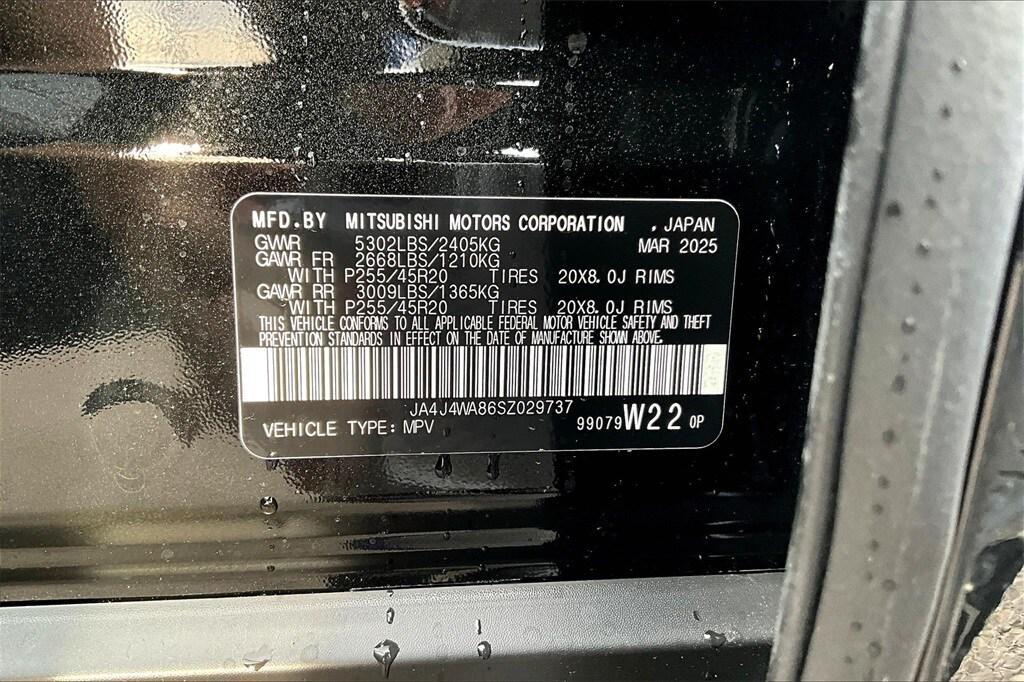 MFD.BY MITSUBISHI MOTORS CORPORATION , JAPAN
GWWR 5302LBS/2405KG MAR 2025
GAWR FR 2668LBS/1210KG
WITH P255/45R20 TIRES 20X8.0J RIMS
GAWR RR 3009LBS/1365KG
WITH P255/45R20 TIRES 20X8.0J RIMS
THIS VEHICLE CONFORMS TO ALL APPLICABLE FEDERAL MOTOR VEHICLE SAFETY AND THEFT
PREVENTION STANDARDS IN EFFECT ON THE DATE OF MANUFACTURE SHOWN ABOVE.
JA4J4WA86SZ029737
VEHICLE TYPE: MPV 99079 W22 0P